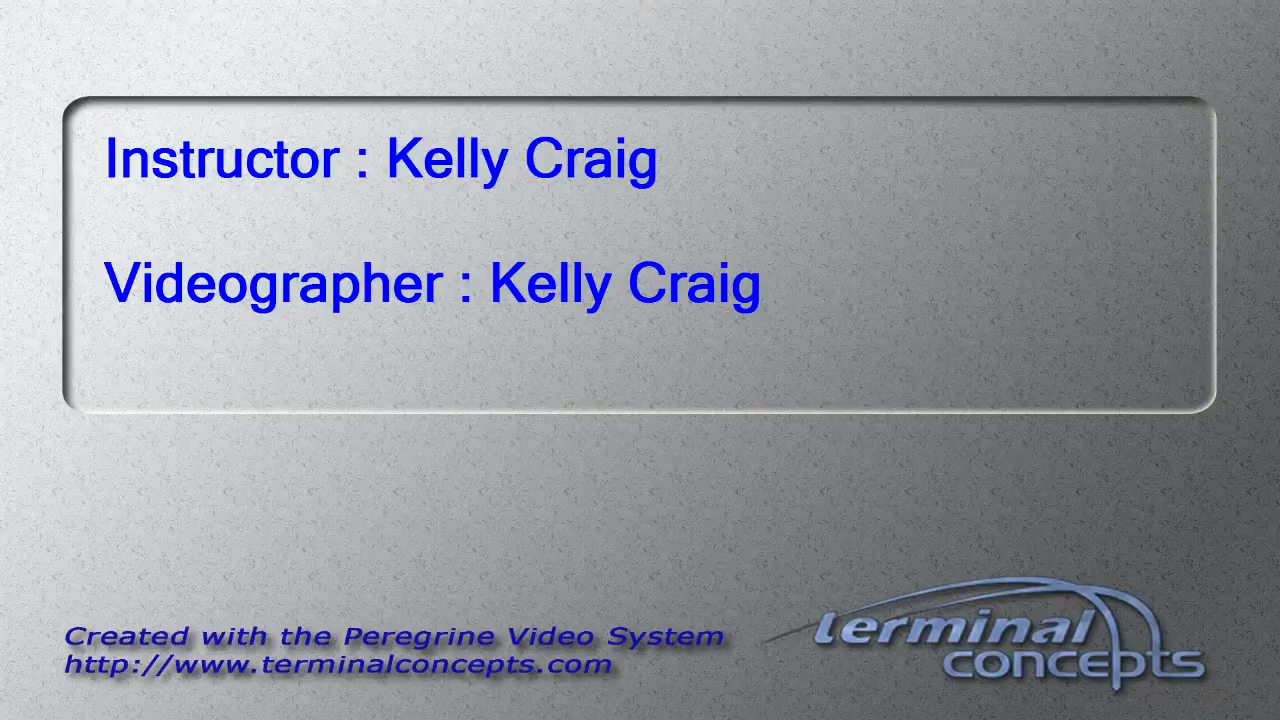 Instructor : Kelly Craig
Videographer : Kelly Craig
Created with the Peregrine Video System
http://www.terminalconcepts.com
terminal
concepts